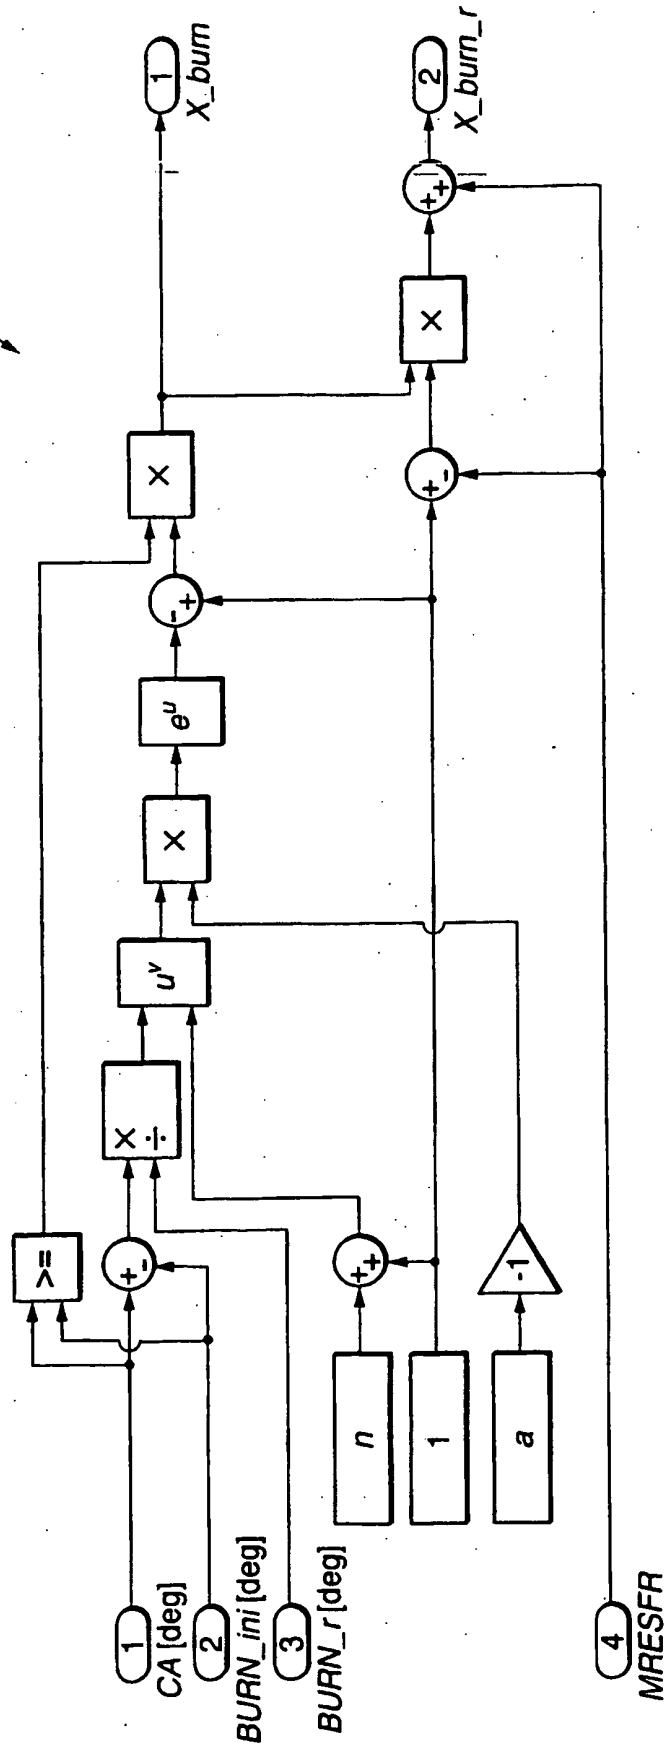 1
CA [deg]
2
BURN_ini [deg]
3
BURN_r [deg]
4
MRESFR
>=
+ -
× ÷
n
1
a
+ +
-1
u^v
×
e^u
- +
×
+ -
×
+ +
1
X_burn
2
X_burn_r